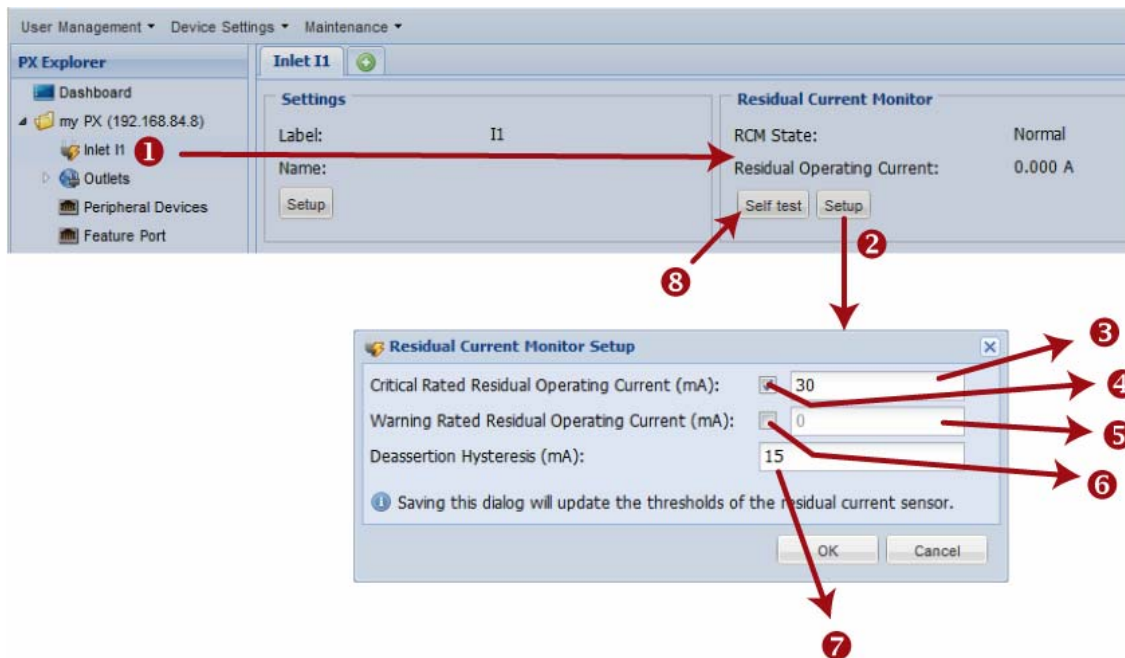 User Management Device Settings Maintenance
PX Explorer
Dashboard
my PX (192.168.84.8)
Inlet I1
Outlets
Peripheral Devices
Feature Port
Inlet I1
Settings
Label: I1
Name:
Setup
Residual Current Monitor
RCM State: Normal
Residual Operating Current: 0.000 A
Self test Setup
1
2
8
Residual Current Monitor Setup
Critical Rated Residual Operating Current (mA): 30
Warning Rated Residual Operating Current (mA): 0
Deassertion Hysteresis (mA): 15
Saving this dialog will update the thresholds of the residual current sensor.
OK Cancel
3
4
5
6
7